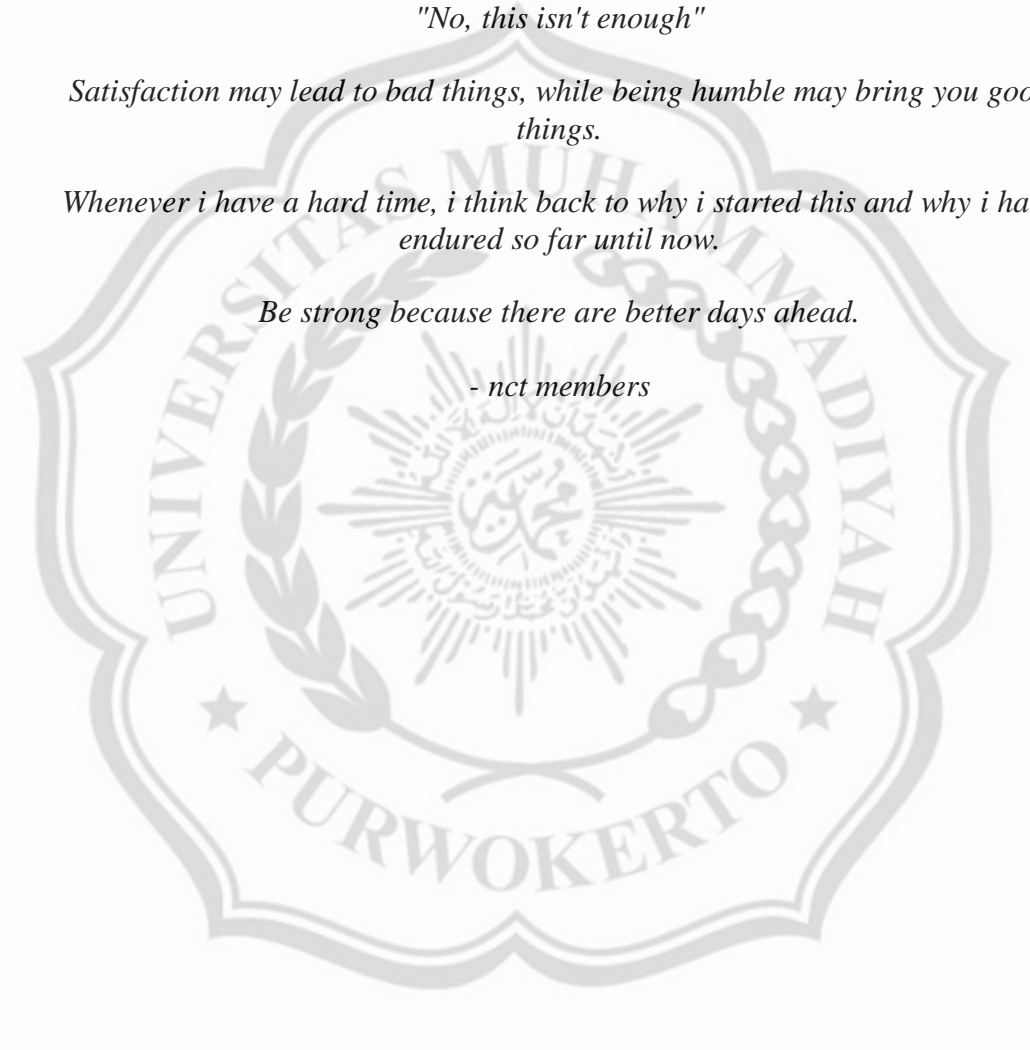 "No, this isn't enough"
Satisfaction may lead to bad things, while being humble may bring you goo
things.
Whenever i have a hard time, i think back to why i started this and why i ha
endured so far until now.
Be strong because there are better days ahead.
- nct members
UNIVERSITAS MUHAMMADIYAH
PURWOKERTO
محمد